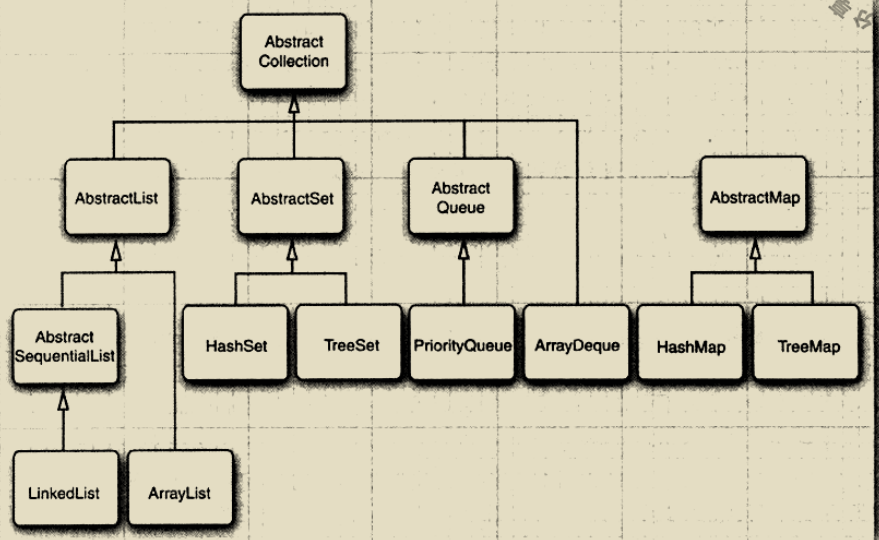 Abstract
Collection
AbstractList
AbstractSet
Abstract
Queue
AbstractMap
Abstract
SequentialList
HashSet
TreeSet
PriorityQueue
ArrayDeque
HashMap
TreeMap
LinkedList
ArrayList